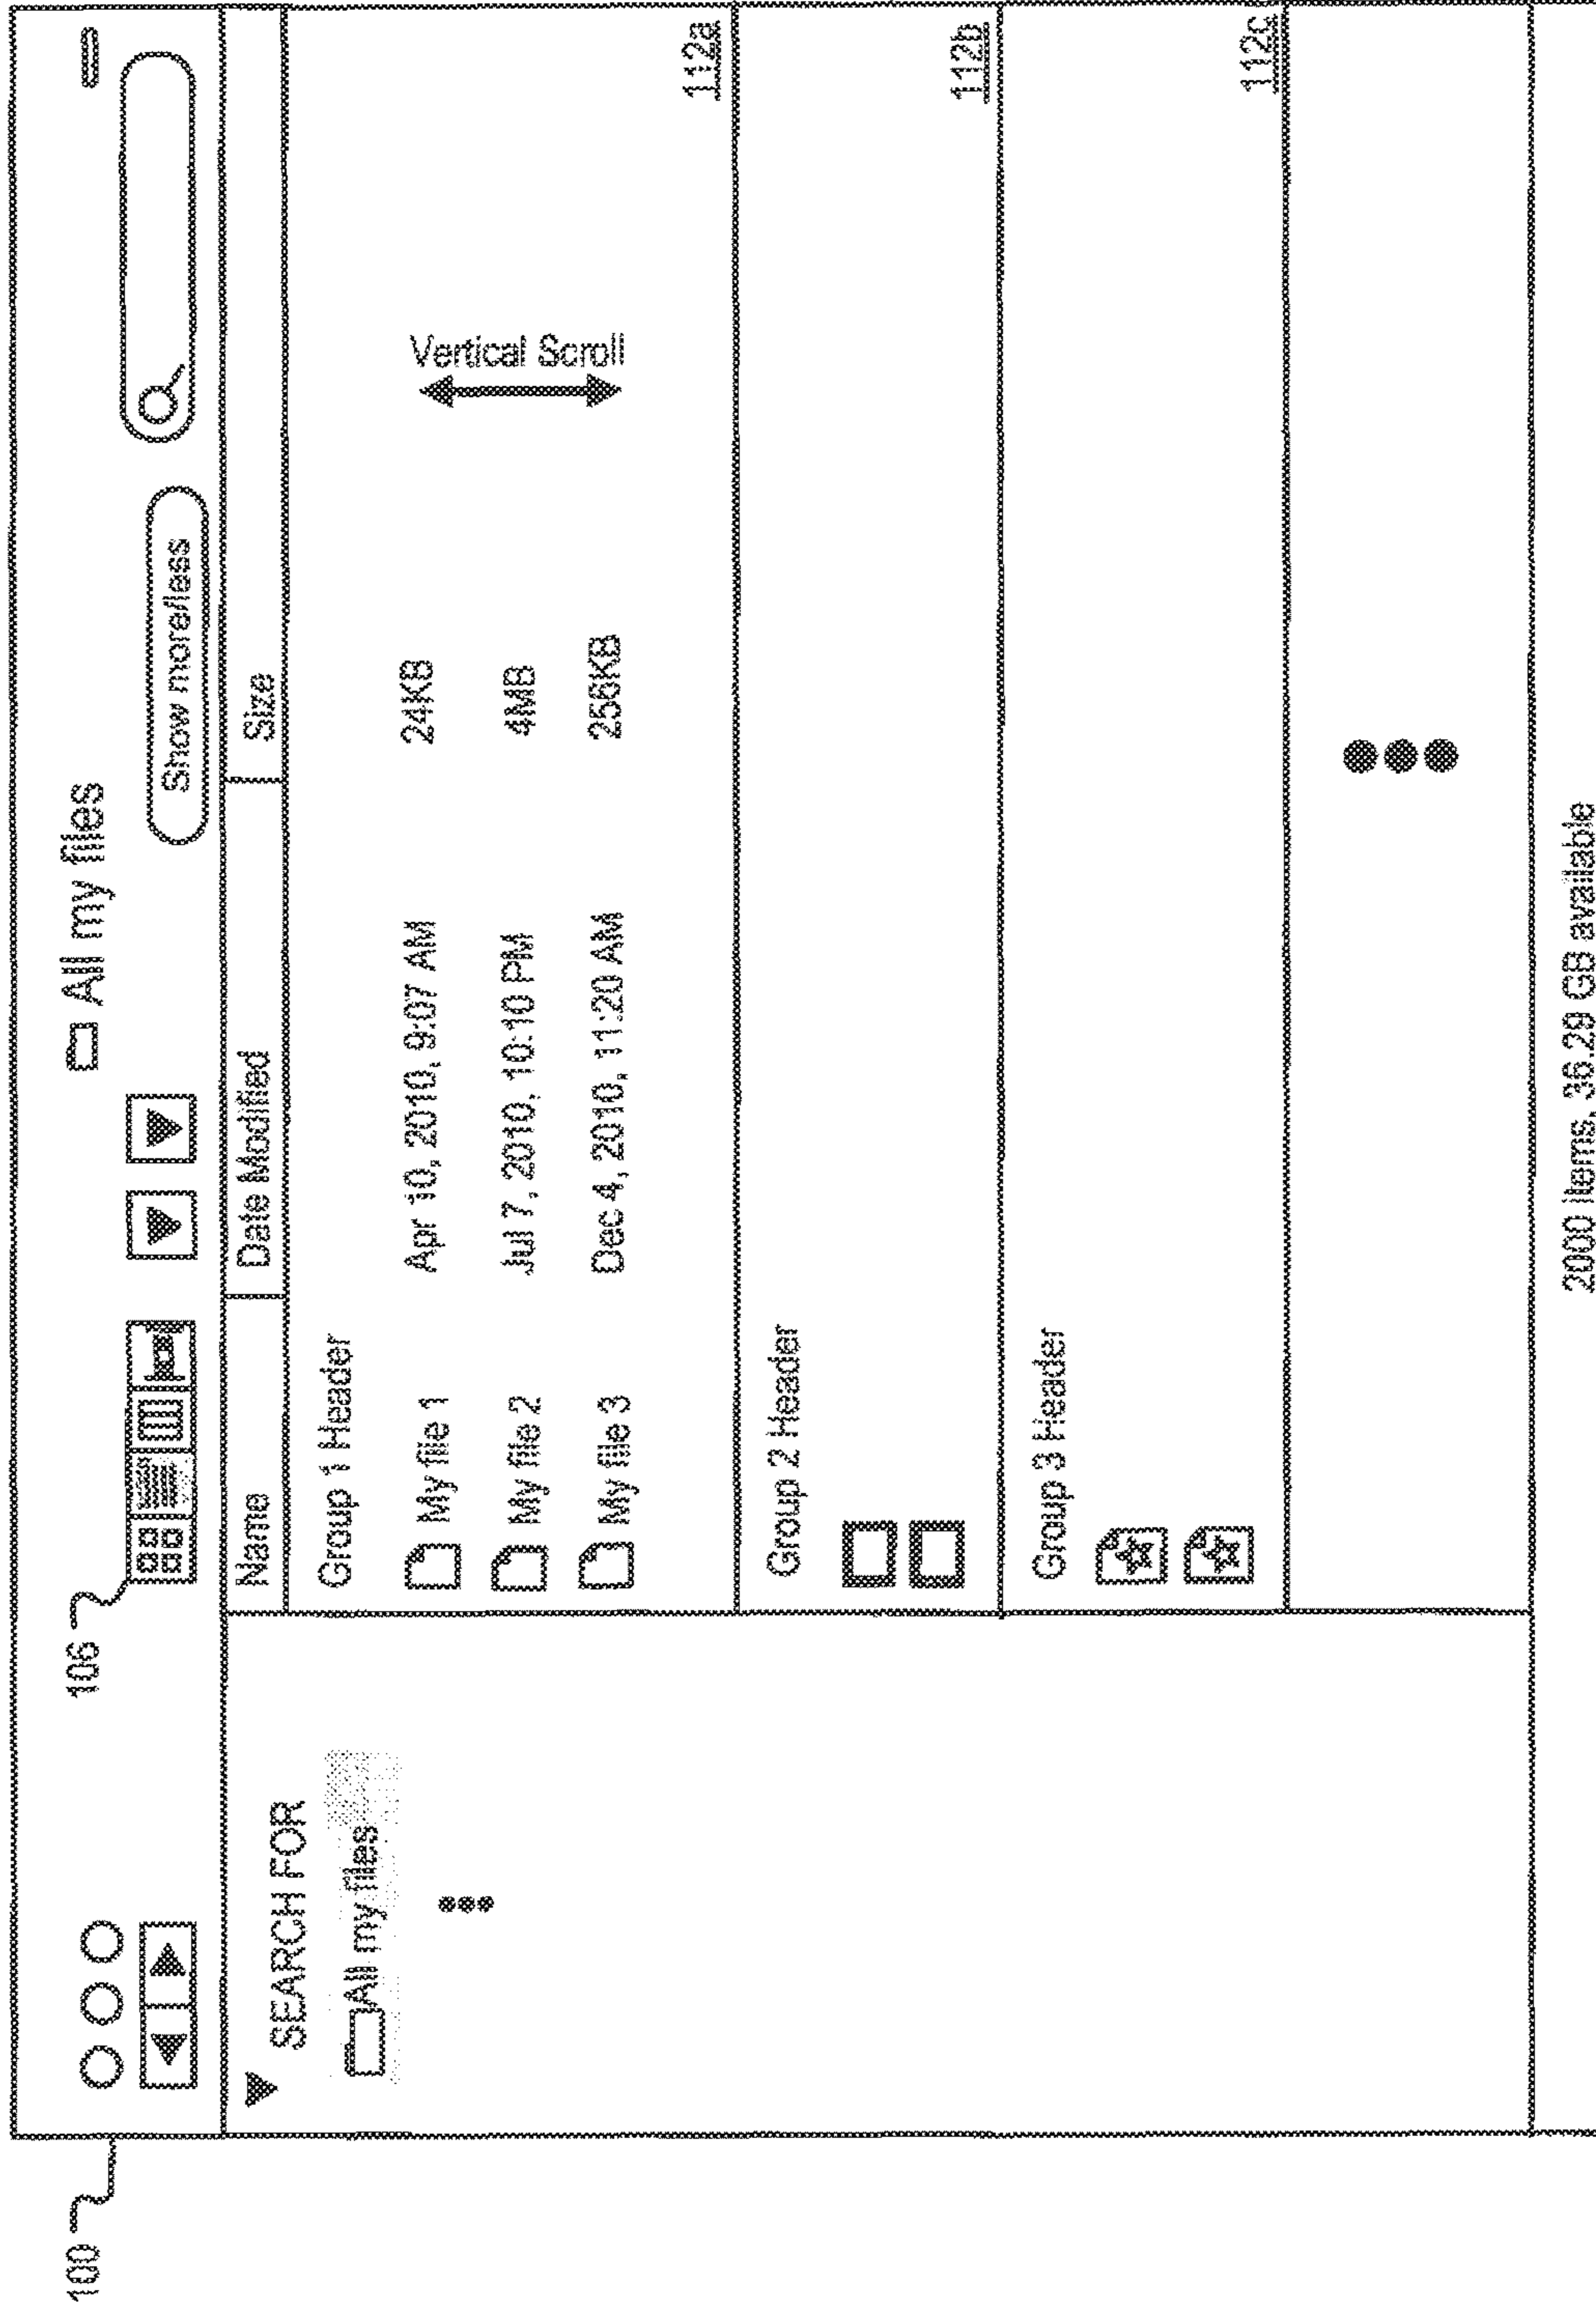 100
106
All my files
Show more/less
SEARCH FOR
All my files
Name Date Modified Size
Group 1 Header
My file 1 Apr 10, 2010, 9:07 AM 24KB
My file 2 Jul 7, 2010, 10:10 PM 4MB
My file 3 Dec 4, 2010, 11:20 AM 256KB
Vertical Scroll
112a
Group 2 Header
112b
Group 3 Header
112c
2000 items, 36.29 GB available